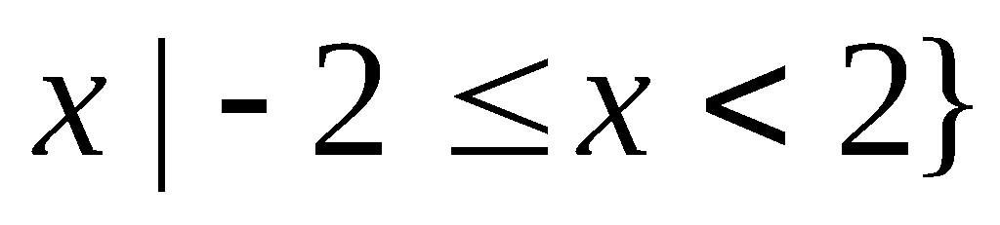 x | - 2 ≤ x < 2}